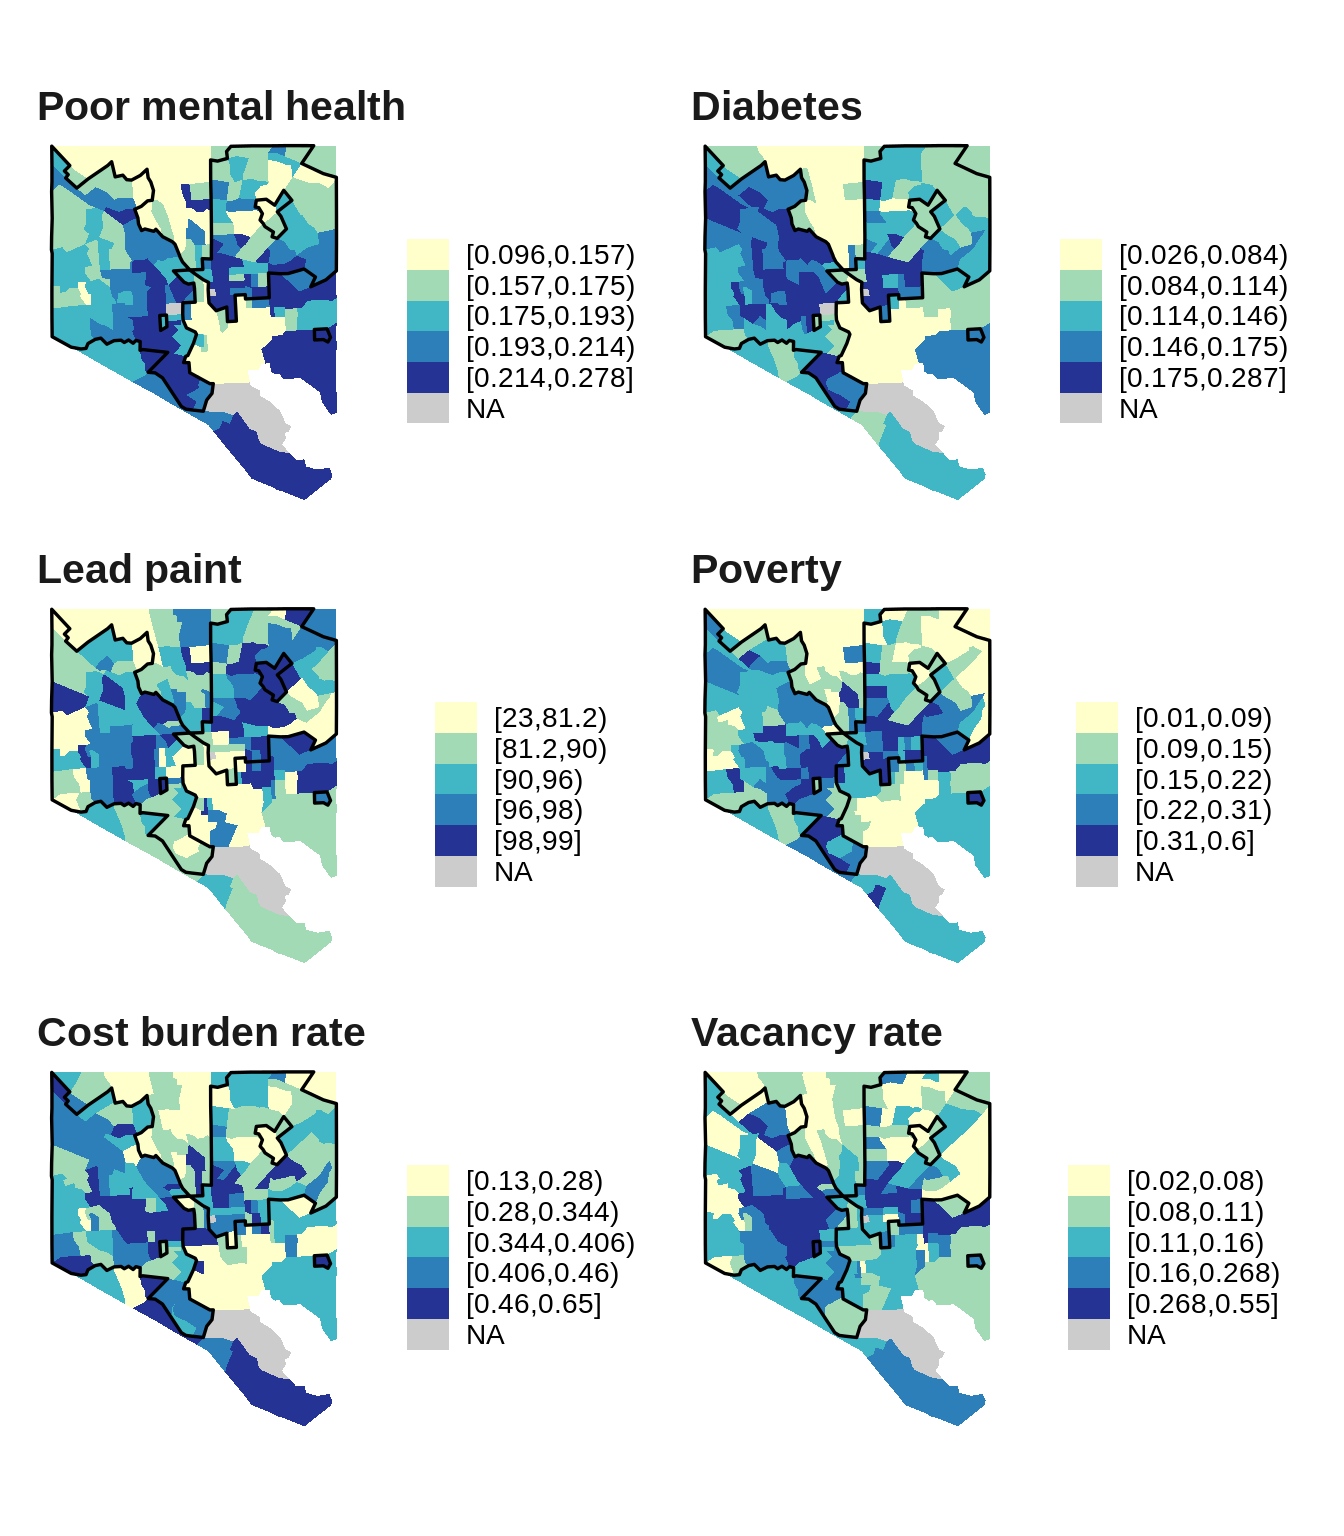 Poor mental health
[0.096,0.157)
[0.157,0.175)
[0.175,0.193)
[0.193,0.214)
[0.214,0.278]
NA
Diabetes
[0.026,0.084)
[0.084,0.114)
[0.114,0.146)
[0.146,0.175)
[0.175,0.287]
NA
Lead paint
[23,81.2)
[81.2,90)
[90,96)
[96,98)
[98,99]
NA
Poverty
[0.01,0.09)
[0.09,0.15)
[0.15,0.22)
[0.22,0.31)
[0.31,0.6]
NA
Cost burden rate
[0.13,0.28)
[0.28,0.344)
[0.344,0.406)
[0.406,0.46)
[0.46,0.65]
NA
Vacancy rate
[0.02,0.08)
[0.08,0.11)
[0.11,0.16)
[0.16,0.268)
[0.268,0.55]
NA